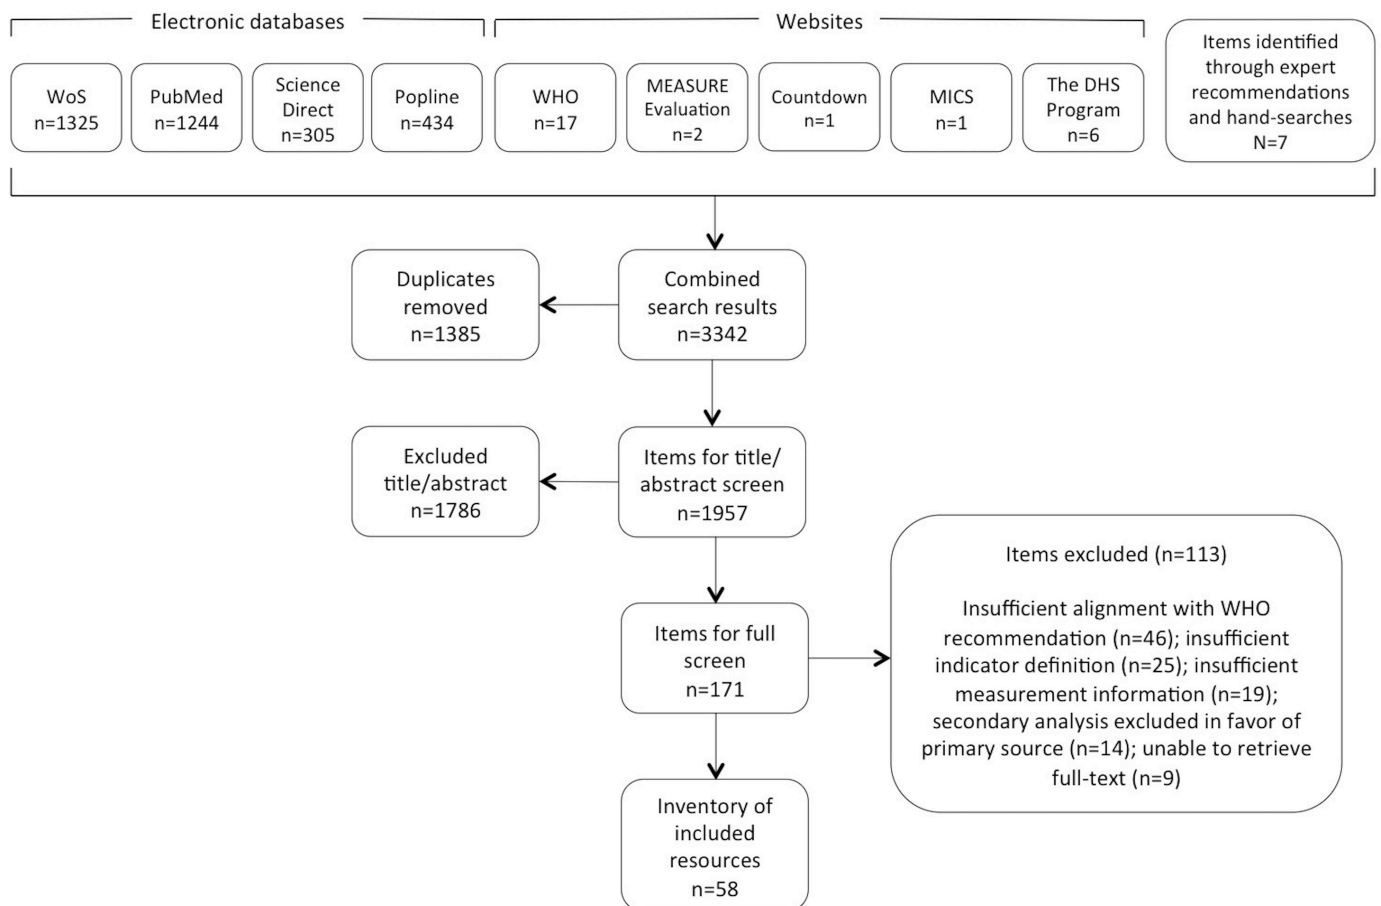 Electronic databases
Websites
WoS
n=1325
PubMed
n=1244
Science
Direct
n=305
Popline
n=434
WHO
n=17
MEASURE
Evaluation
n=2
Countdown
n=1
MICS
n=1
The DHS
Program
n=6
Items identified
through expert
recommendations
and hand-searches
N=7
Duplicates
removed
n=1385
Combined
search results
n=3342
Excluded
title/abstract
n=1786
Items for title/
abstract screen
n=1957
Items for full
screen
n=171
Items excluded (n=113)
Insufficient alignment with WHO
recommendation (n=46); insufficient
indicator definition (n=25); insufficient
measurement information (n=19);
secondary analysis excluded in favor of
primary source (n=14); unable to retrieve
full-text (n=9)
Inventory of
included
resources
n=58